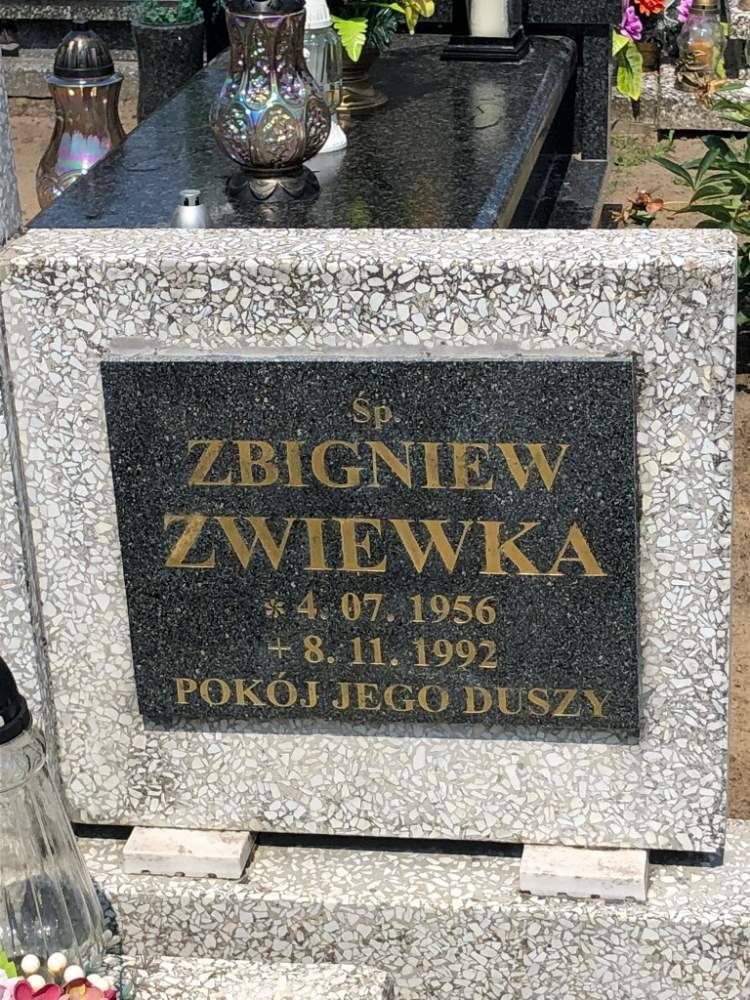 Śp.
ZBIGNIEW
ZWIEWKA
* 4. 07. 1956
+ 8. 11. 1992
POKÓJ JEGO DUSZY